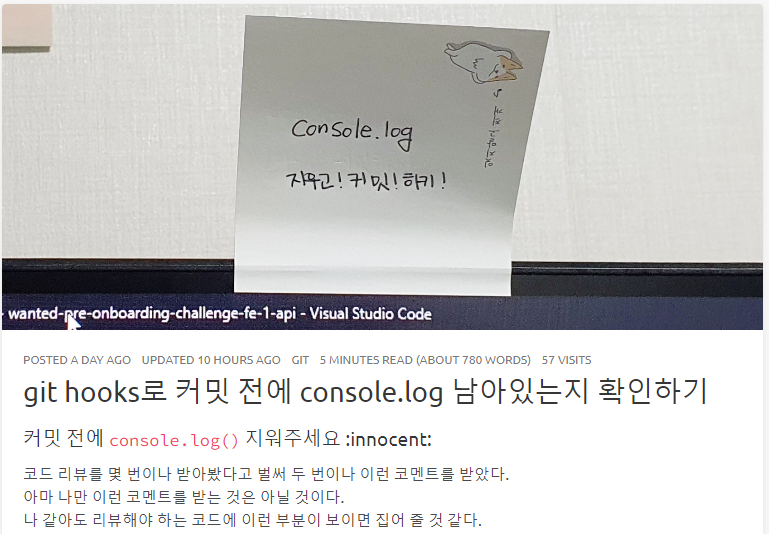 Console.log
지우고! 커밋! 하기!
- wanted-pre-onboarding-challenge-fe-1-api - Visual Studio Code
POSTED A DAY AGO UPDATED 10 HOURS AGO GIT 5 MINUTES READ (ABOUT 780 WORDS) 57 VISITS
git hooks로 커밋 전에 console.log 남아있는지 확인하기
커밋 전에 console.log() 지워주세요 :innocent:
코드 리뷰를 몇 번이나 받아봤다고 벌써 두 번이나 이런 코멘트를 받았다.
아마 나만 이런 코멘트를 받는 것은 아닐 것이다.
나 같아도 리뷰해야 하는 코드에 이런 부분이 보이면 집어 줄 것 같다.